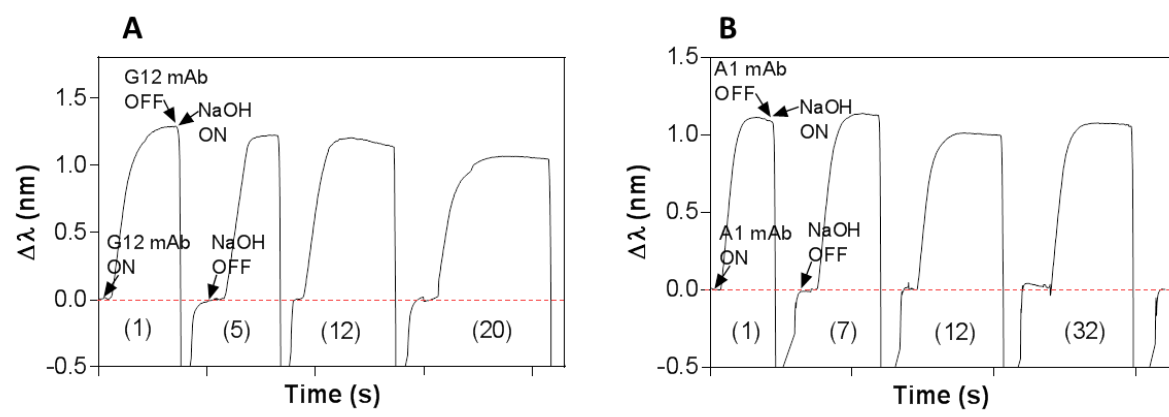 A
1.5
1.0
0.5
0.0
-0.5
Δλ (nm)
G12 mAb
OFF
NaOH
ON
G12 mAb
ON
NaOH
OFF
(1)
(5)
(12)
(20)
Time (s)
B
1.5
1.0
0.5
0.0
-0.5
Δλ (nm)
A1 mAb
OFF
NaOH
ON
A1 mAb
ON
NaOH
OFF
(1)
(7)
(12)
(32)
Time (s)